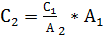 C₂ = C₁/A₂ * A₁